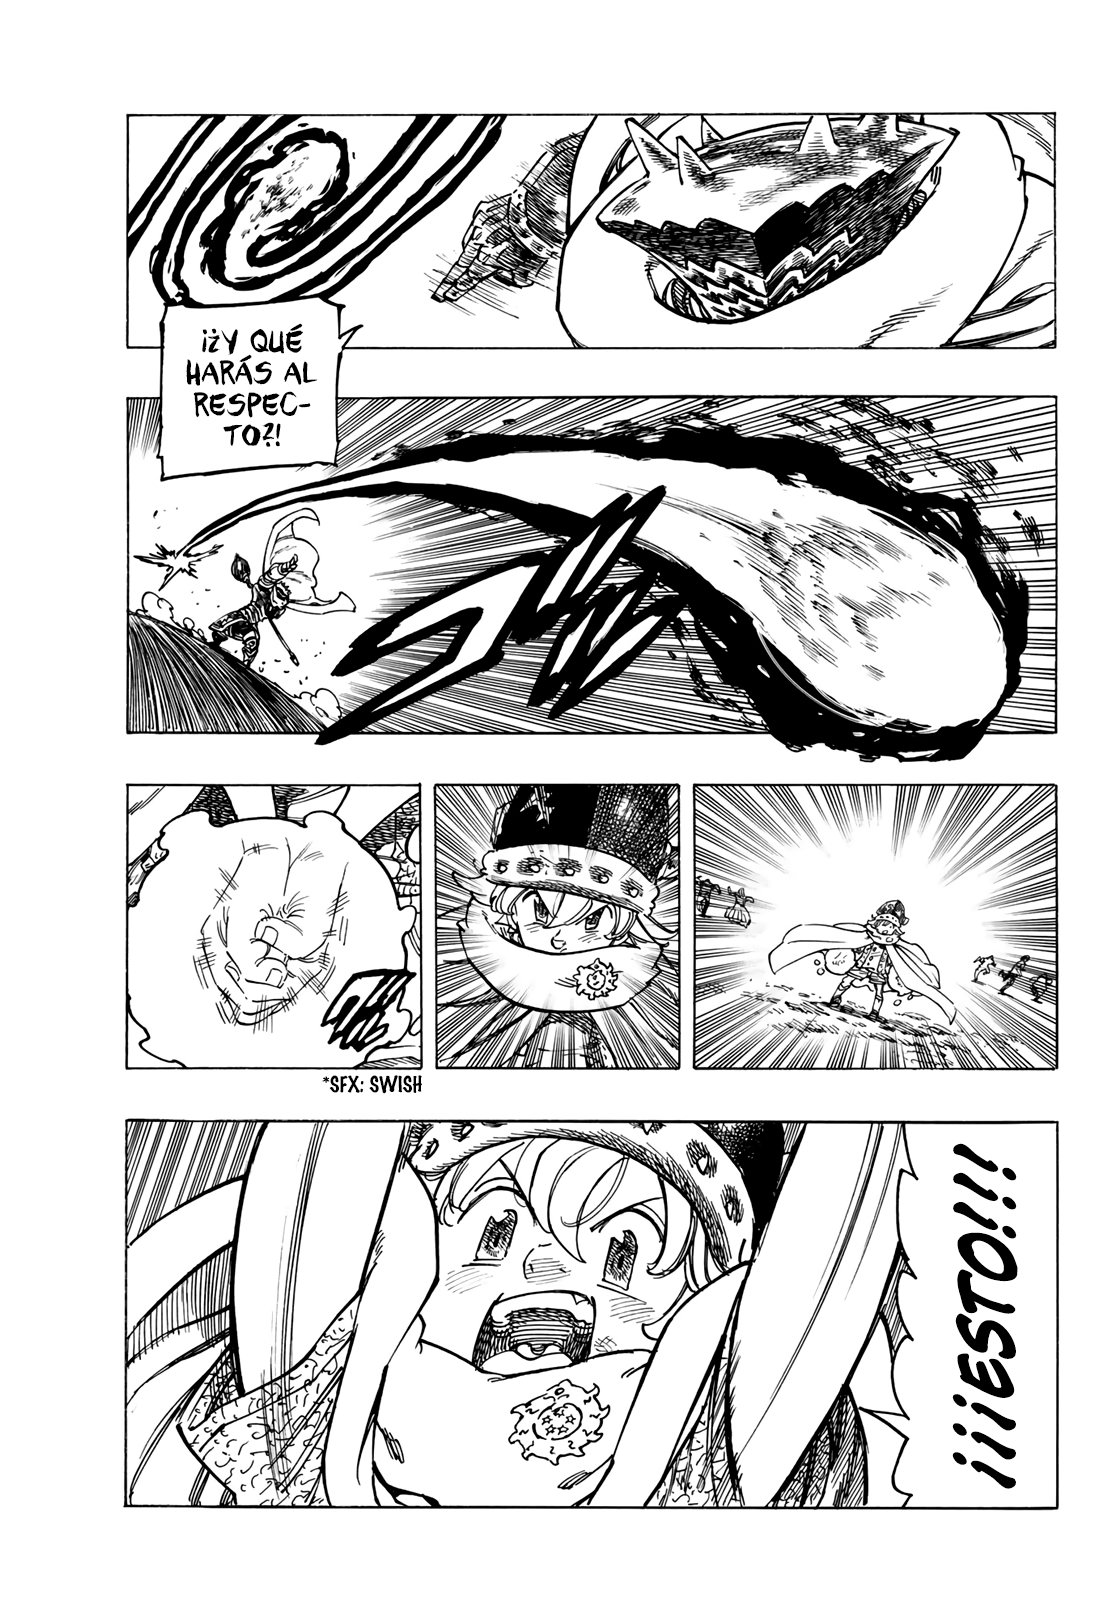 ¡¿Y QUÉ
HARÁS AL
RESPEC-
TO?!
*SFX: SWISH
¡¡¡ESTO!!!